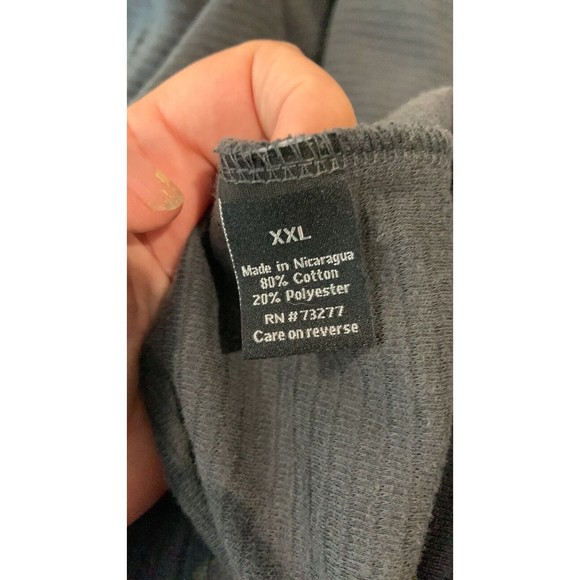 XXL
Made in Nicaragua
80% Cotton
20% Polyester
RN #73277
Care on reverse